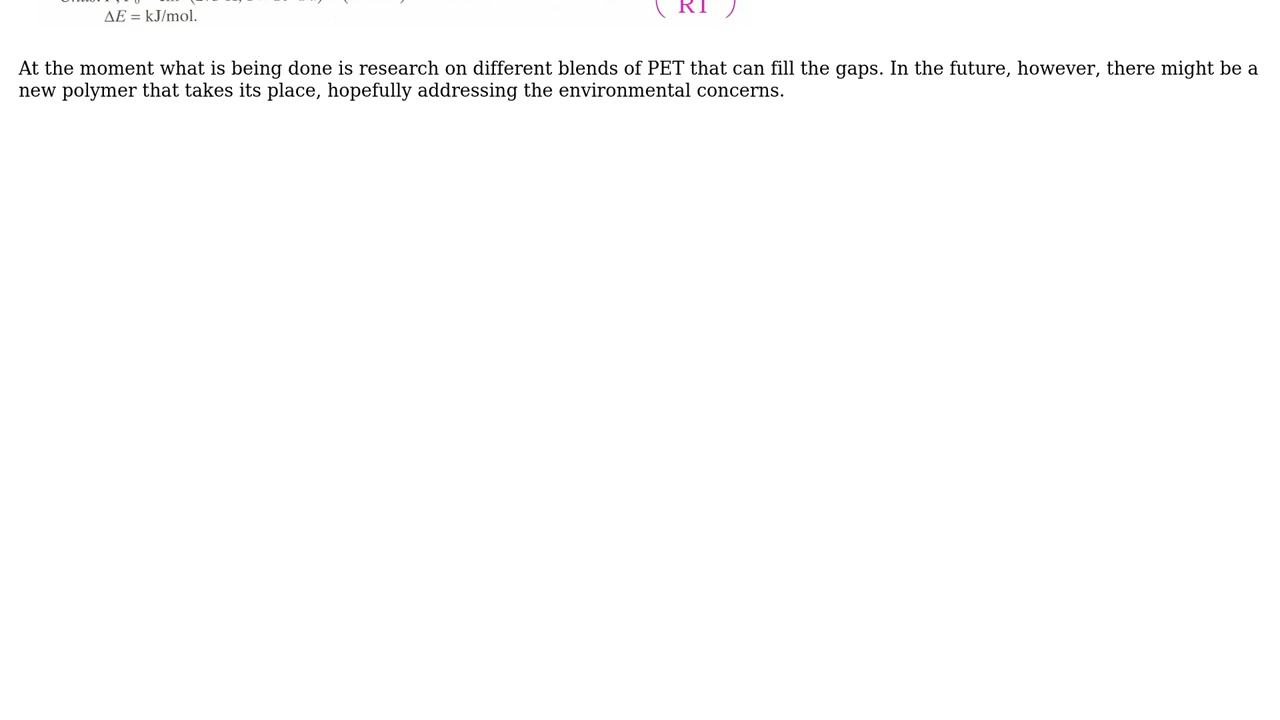 ΔE = kJ/mol.
At the moment what is being done is research on different blends of PET that can fill the gaps. In the future, however, there might be a
new polymer that takes its place, hopefully addressing the environmental concerns.